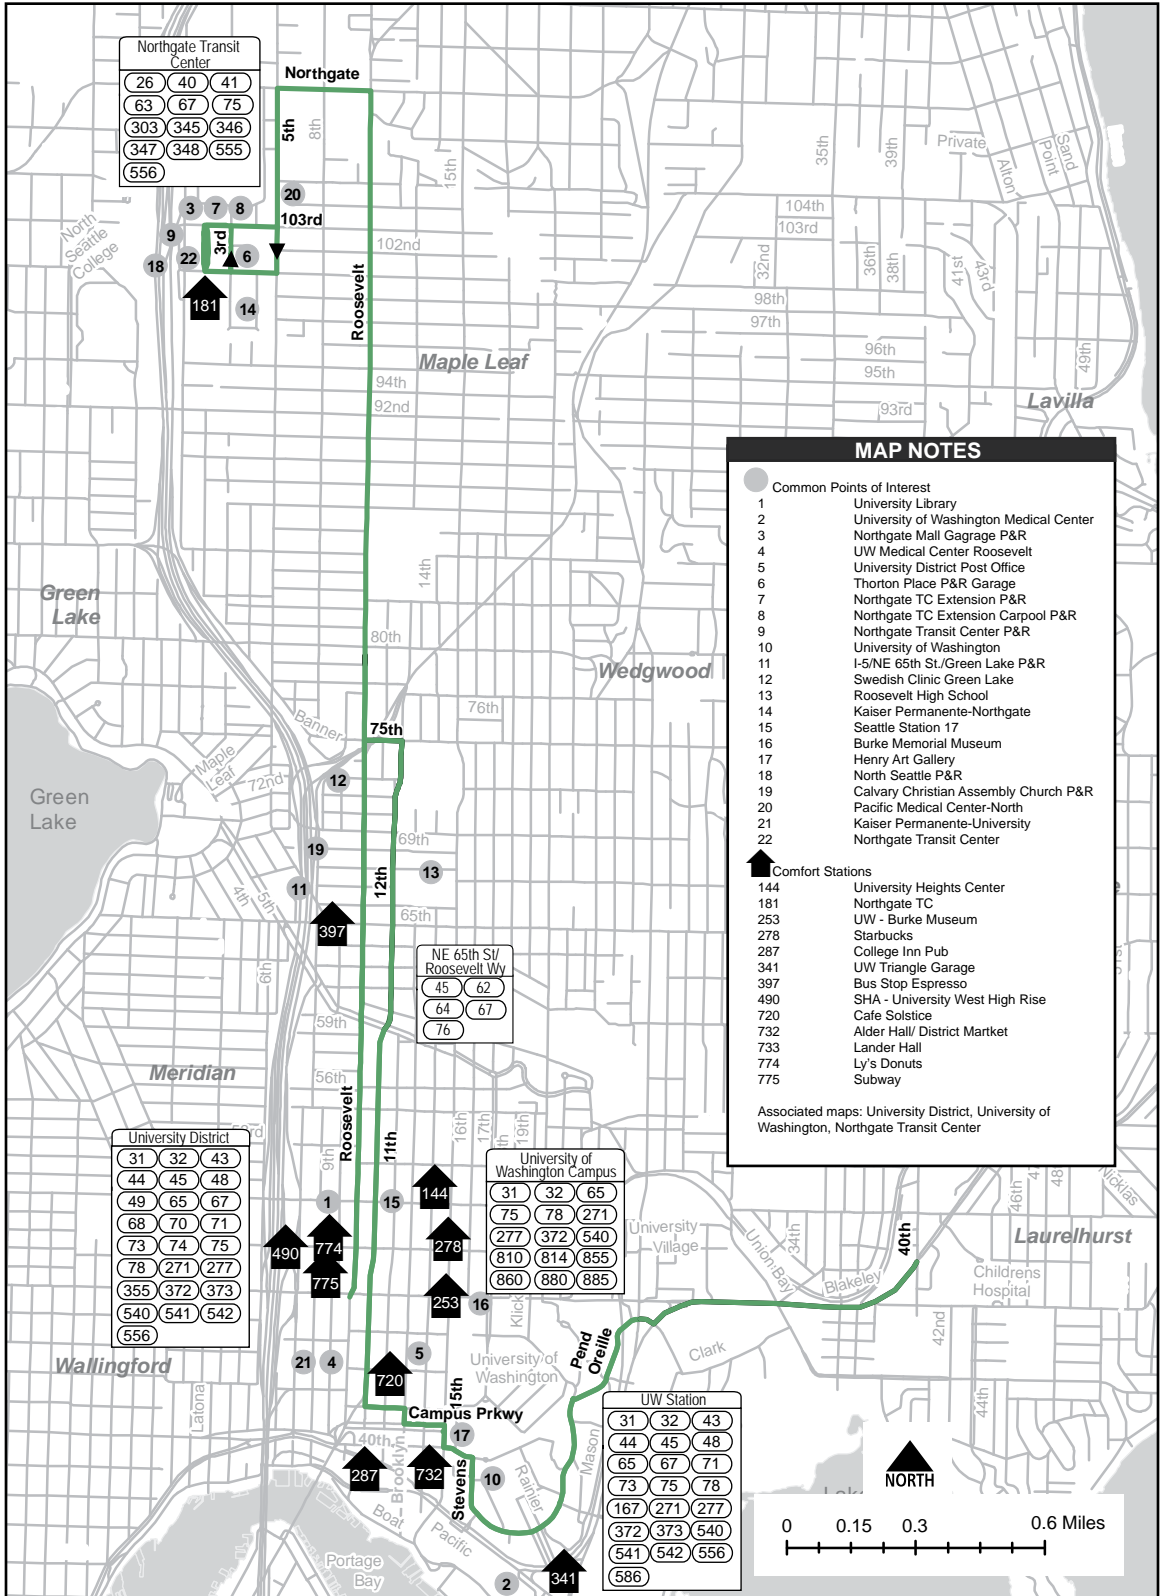 Northgate Transit
Center
26 40 41
63 67 75
303 345 346
347 348 555
556
Northgate
5th
8th
15th
35th
39th
Private
Alton
Sand
Point
20
3 7 8
103rd
104th
103rd
9
3rd
22
6
18
North
Seattle
College
102nd
32nd
36th
38th
41st
43rd
181
14
Roosevelt
98th
97th
96th
95th
49th
Maple Leaf
94th
92nd
93rd
Lavilla
MAP NOTES
Common Points of Interest
1 University Library
2 University of Washington Medical Center
3 Northgate Mall Gagrage P&R
4 UW Medical Center Roosevelt
5 University District Post Office
6 Thorton Place P&R Garage
7 Northgate TC Extension P&R
8 Northgate TC Extension Carpool P&R
9 Northgate Transit Center P&R
10 University of Washington
11 I-5/NE 65th St./Green Lake P&R
12 Swedish Clinic Green Lake
13 Roosevelt High School
14 Kaiser Permanente-Northgate
15 Seattle Station 17
16 Burke Memorial Museum
17 Henry Art Gallery
18 North Seattle P&R
19 Calvary Christian Assembly Church P&R
20 Pacific Medical Center-North
21 Kaiser Permanente-University
22 Northgate Transit Center
Comfort Stations
144 University Heights Center
181 Northgate TC
253 UW - Burke Museum
278 Starbucks
287 College Inn Pub
341 UW Triangle Garage
397 Bus Stop Espresso
490 SHA - University West High Rise
720 Cafe Solstice
732 Alder Hall/ District Martket
733 Lander Hall
774 Ly's Donuts
775 Subway
Associated maps: University District, University of
Washington, Northgate Transit Center
14th
Green
Lake
80th
Wedgwood
76th
75th
Banner
Maple
Leaf
72nd
12
Green
Lake
19
69th
13
11
4th
5th
12th
65th
397
6th
NE 65th St/
Roosevelt Wy
45 62
64 67
76
59th
Meridian
56th
Roosevelt
11th
9th
16th
17th
19th
University District
31 32 43
44 45 48
49 65 67
68 70 71
73 74 75
78 271 277
355 372 373
540 541 542
556
University of
Washington Campus
31 32 65
75 78 271
277 372 540
810 814 855
860 880 885
144
1
15
490
774
775
278
253
16
Klick
University
Village
Union Bay
34th
Blakeley
40th
46th
48th
Nicklas
Laurelhurst
Childrens
Hospital
42nd
44th
Wallingford
21 4
5
720
University of
Washington
Pend
Oreille
Clark
15th
Campus Prkwy
Latona
40th
Brooklyn
17
287
732
Stevens
10
Rainier
Mason
Boat
Pacific
Portage
Bay
2
341
UW Station
31 32 43
44 45 48
65 67 71
73 75 78
167 271 277
372 373 540
541 542 556
586
NORTH
0 0.15 0.3 0.6 Miles